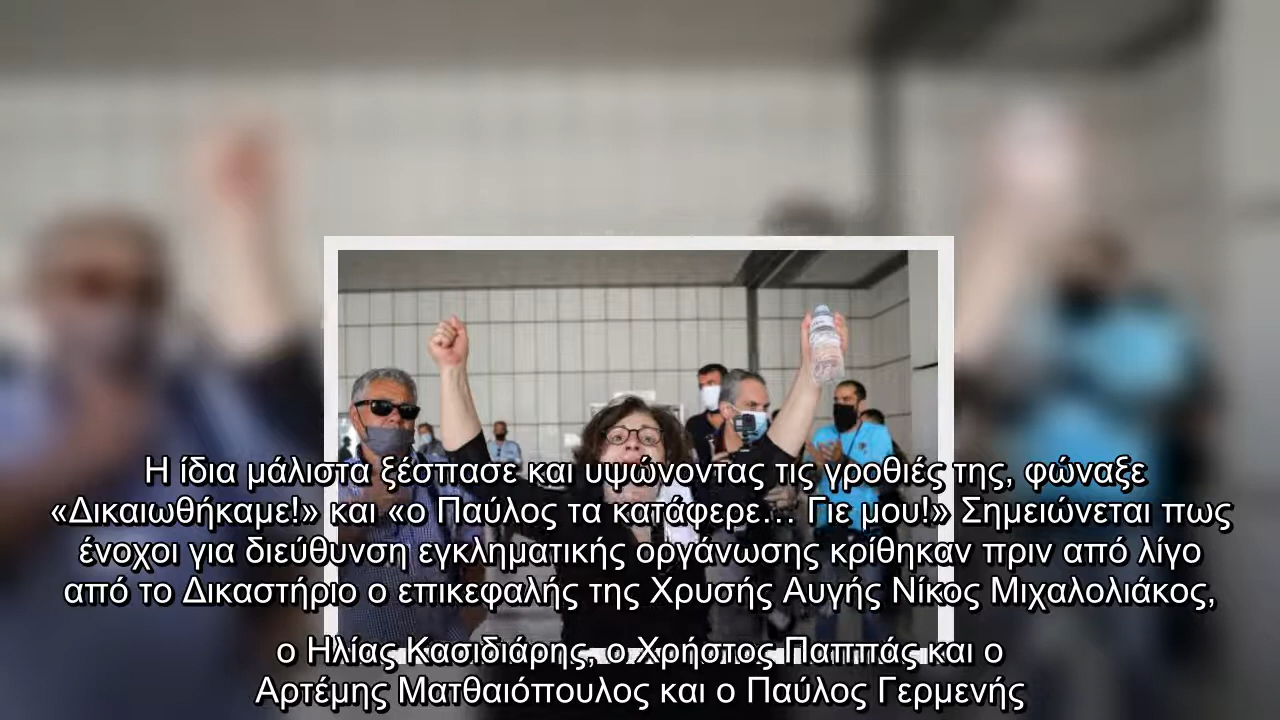 Η ίδια μάλιστα ξέσπασε και υψώνοντας τις γροθιές της, φώναξε
«Δικαιωθήκαμε!» και «ο Παύλος τα κατάφερε… Γιε μου!» Σημειώνεται πως
ένοχοι για διεύθυνση εγκληματικής οργάνωσης κρίθηκαν πριν από λίγο
από το Δικαστήριο ο επικεφαλής της Χρυσής Αυγής Νίκος Μιχαλολιάκος,
ο Ηλίας Κασιδιάρης, ο Χρήστος Παππάς και ο
Αρτέμης Ματθαιόπουλος και ο Παύλος Γερμενής